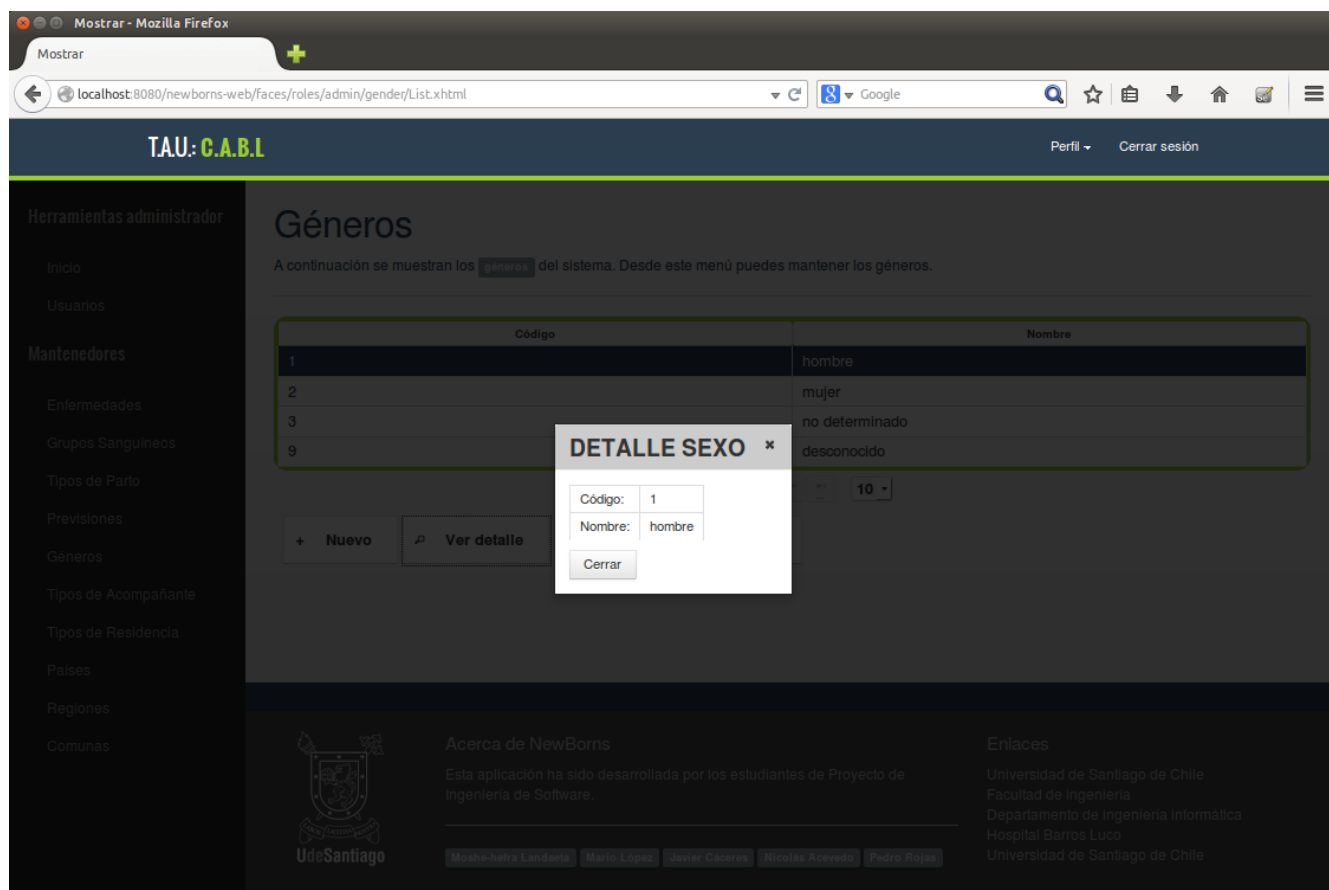 Mostrar - Mozilla Firefox
Mostrar
localhost:8080/newborns-web/faces/roles/admin/gender/List.xhtml
8 Google
T.A.U.: C.A.B.L
Perfil
Cerrar sesión
Herramientas administrador
Inicio
Usuarios
Mantenedores
Enfermedades
Grupos Sanguineos
Tipos de Parto
Previsiones
Géneros
Tipos de Acompañante
Tipos de Residencia
Países
Regiones
Comunas
Géneros
A continuación se muestran los géneros del sistema. Desde este menú puedes mantener los géneros.
Código Nombre
1 hombre
2 mujer
3 no determinado
9 desconocido
10
+ Nuevo
Ver detalle
DETALLE SEXO
Código: 1
Nombre: hombre
Cerrar
UdeSantiago
Acerca de NewBorns
Esta aplicación ha sido desarrollada por los estudiantes de Proyecto de
Ingeniería de Software.
Moshe-hefra Landaeta Mario López Javier Cáceres Nicolás Acevedo Pedro Rojas
Enlaces
Universidad de Santiago de Chile
Facultad de ingeniería
Departamento de ingeniería informática
Hospital Barros Luco
Universidad de Santiago de Chile